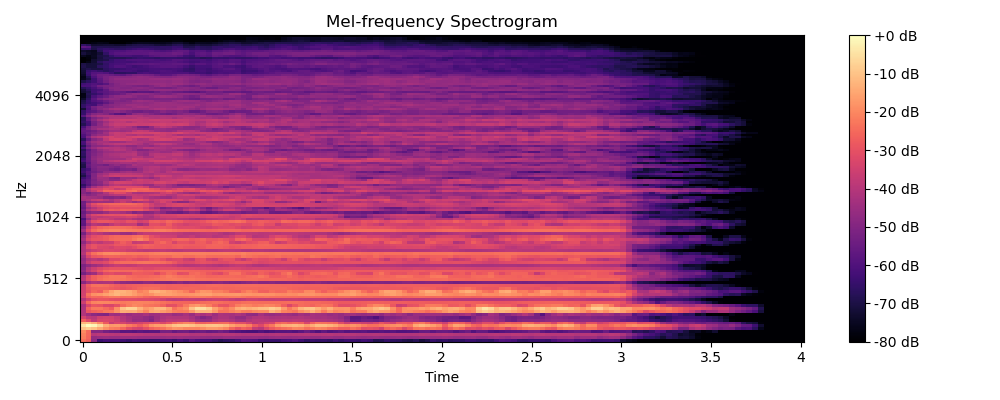 Mel-frequency Spectrogram
Hz
4096
2048
1024
512
0
0 0.5 1 1.5 2 2.5 3 3.5 4
Time
+0 dB
-10 dB
-20 dB
-30 dB
-40 dB
-50 dB
-60 dB
-70 dB
-80 dB